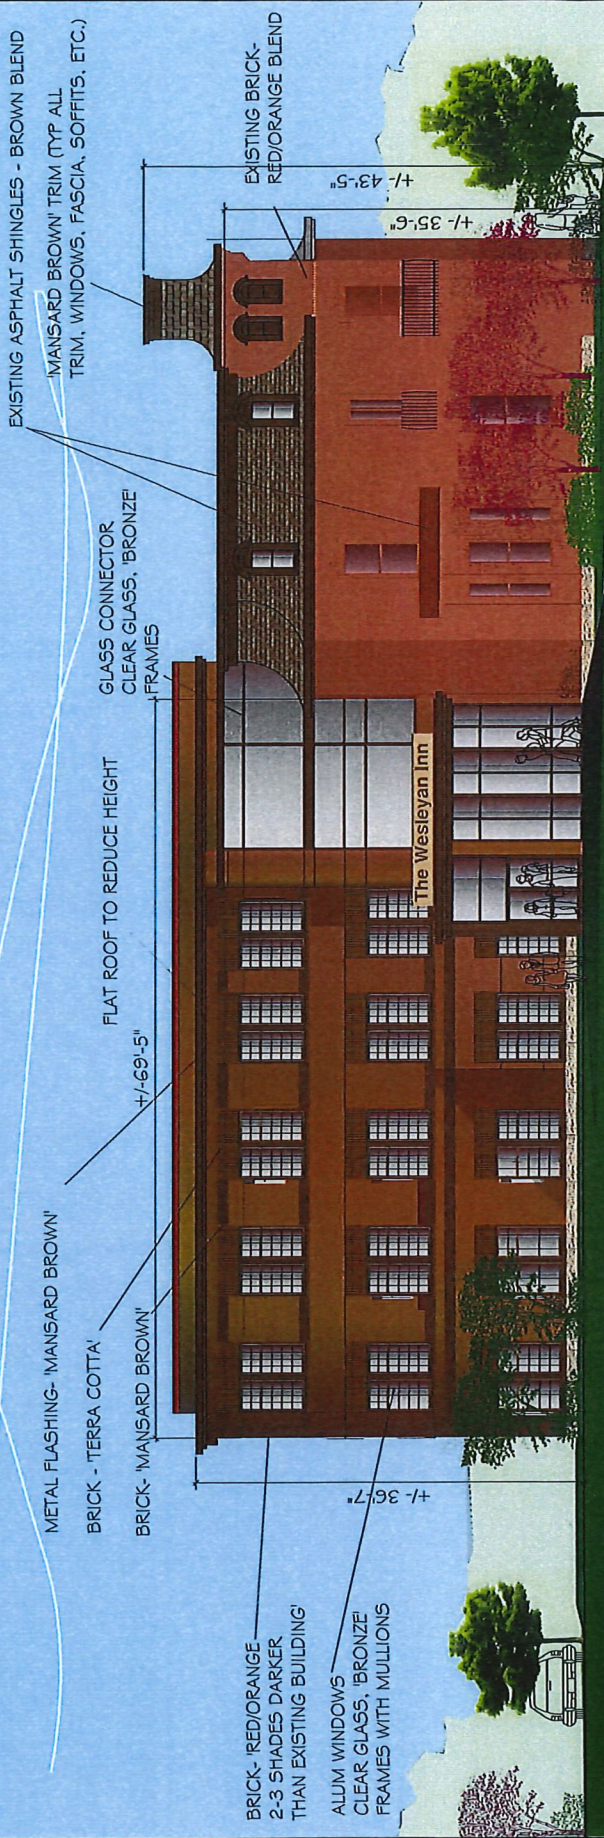 METAL FLASHING- 'MANSARD BROWN'
BRICK - 'TERRA COTTA'
BRICK- 'MANSARD BROWN'
BRICK- 'RED/ORANGE
2-3 SHADES DARKER
THAN EXISTING BUILDING'
ALUM WINDOWS
CLEAR GLASS, 'BRONZE'
FRAMES WITH MULLIONS
+/- 36'-7"
FLAT ROOF TO REDUCE HEIGHT
+/-69'-5"
GLASS CONNECTOR
CLEAR GLASS, 'BRONZE'
FRAMES
The Wesleyan Inn
EXISTING ASPHALT SHINGLES - BROWN BLEND
'MANSARD BROWN' TRIM (TYP ALL
TRIM, WINDOWS, FASCIA, SOFFITS, ETC.)
EXISTING BRICK-
RED/ORANGE BLEND
+/- 43'-5"
+/- 35'-6"